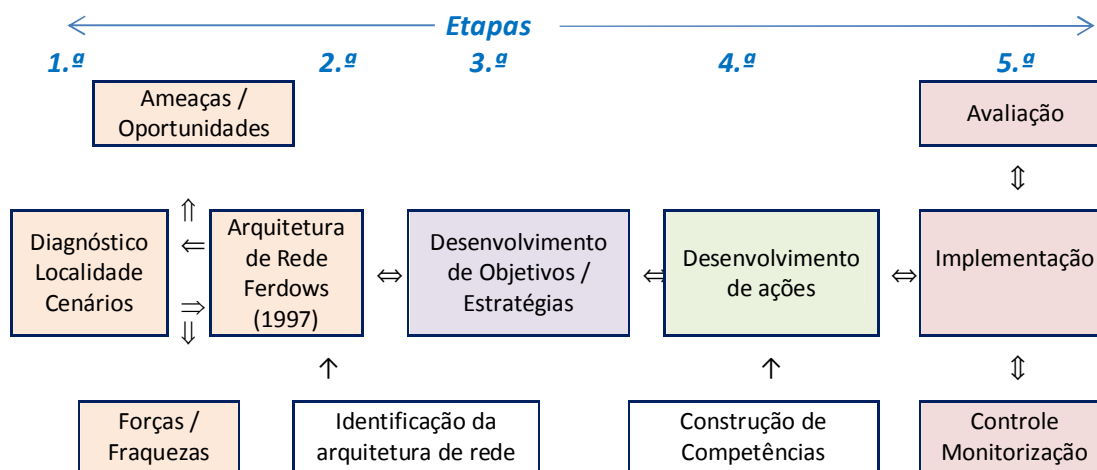 Etapas
1.ª
2.ª
3.ª
4.ª
5.ª
Ameaças /
Oportunidades
Avaliação
Diagnóstico
Localidade
Cenários
Arquitetura
de Rede
Ferdows
(1997)
Desenvolvimento
de Objetivos /
Estratégias
Desenvolvimento
de ações
Implementação
Forças /
Fraquezas
Identificação da
arquitetura de rede
Construção de
Competências
Controle
Monitorização